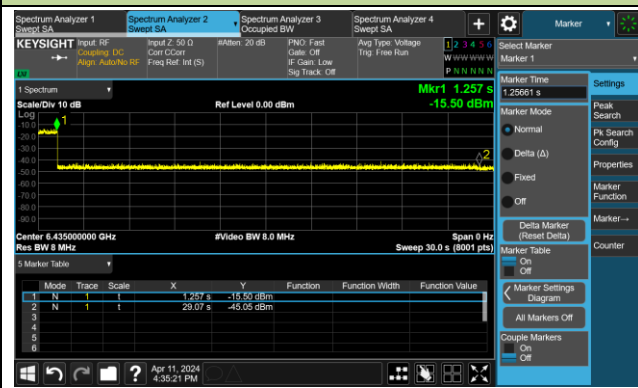 Spectrum Analyzer 1
Swept SA
Spectrum Analyzer 2
Swept SA
Spectrum Analyzer 3
Occupied BW
Spectrum Analyzer 4
Swept SA
+
Marker
KEYSIGHT
Input: RF
Coupling: DC
Align: Auto/No RF
Input Z: 50 Ω
Corr CCorr
Freq Ref: Int (S)
#Atten: 20 dB
PNO: Fast
Gate: Off
IF Gain: Low
Sig Track: Off
Avg Type: Voltage
Trig: Free Run
1 2 3 4 5 6
W W W W W W
P N N N N N
Select Marker
Marker 1
1 Spectrum
Mkr1 1.257 s
Scale/Div 10 dB
Ref Level 0.00 dBm
-15.50 dBm
Log
-10.0
-20.0
-30.0
-40.0
-50.0
-60.0
-70.0
-80.0
-90.0
1
2
Center 6.435000000 GHz
#Video BW 8.0 MHz
Span 0 Hz
Res BW 8 MHz
Sweep 30.0 s (8001 pts)
5 Marker Table
Mode Trace Scale X Y Function Function Width Function Value
1 N 1 t 1.257 s -15.50 dBm
2 N 1 t 29.07 s -45.05 dBm
3
4
5
6
Marker Time
1.25661 s
Marker Mode
Normal
Delta (Δ)
Fixed
Off
Delta Marker
(Reset Delta)
Marker Table
On
Off
Marker Settings
Diagram
All Markers Off
Couple Markers
On
Off
Settings
Peak
Search
Pk Search
Config
Properties
Marker
Function
Marker→
Counter
?
Apr 11, 2024
4:35:21 PM